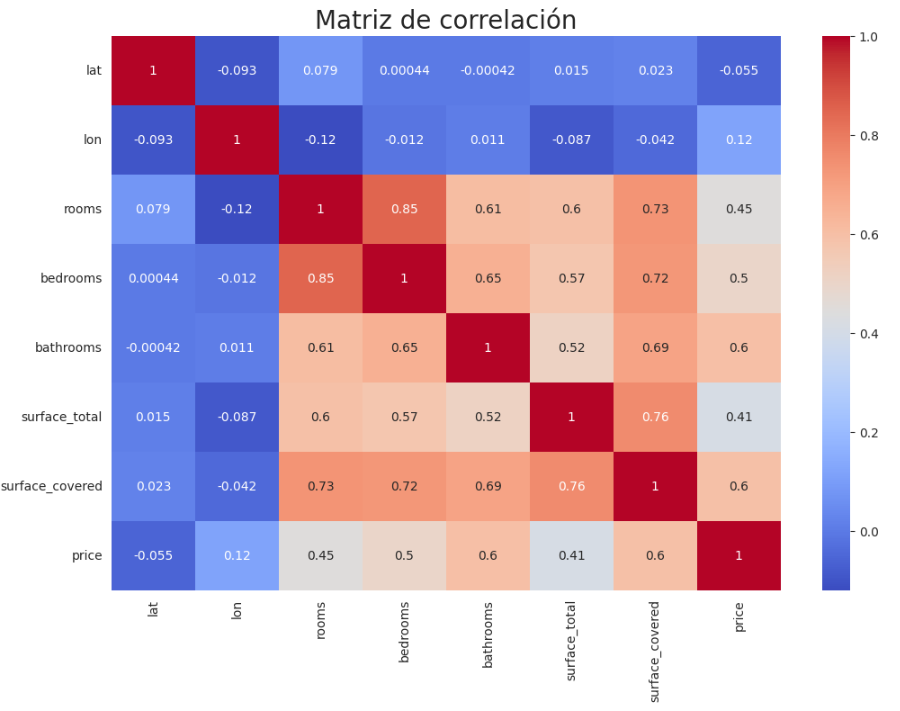 Matriz de correlación
lat 1 -0.093 0.079 0.00044 -0.00042 0.015 0.023 -0.055
lon -0.093 1 -0.12 -0.012 0.011 -0.087 -0.042 0.12
rooms 0.079 -0.12 1 0.85 0.61 0.6 0.73 0.45
bedrooms 0.00044 -0.012 0.85 1 0.65 0.57 0.72 0.5
bathrooms -0.00042 0.011 0.61 0.65 1 0.52 0.69 0.6
surface_total 0.015 -0.087 0.6 0.57 0.52 1 0.76 0.41
surface_covered 0.023 -0.042 0.73 0.72 0.69 0.76 1 0.6
price -0.055 0.12 0.45 0.5 0.6 0.41 0.6 1
lat lon rooms bedrooms bathrooms surface_total surface_covered price
1.0
0.8
0.6
0.4
0.2
0.0